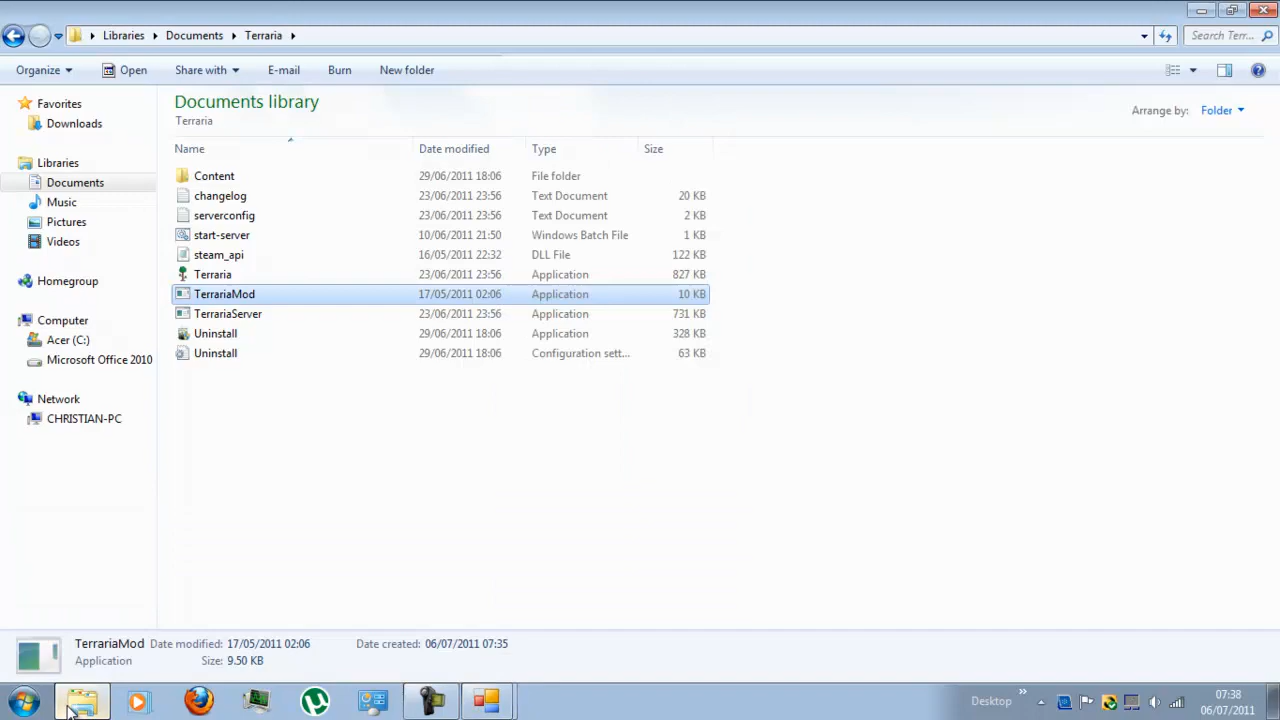 Libraries Documents Terraria Search Terr...
Organize Open Share with E-mail Burn New folder
Favorites
Downloads
Libraries
Documents
Music
Pictures
Videos
Homegroup
Computer
Acer (C:)
Microsoft Office 2010
Network
CHRISTIAN-PC
Documents library
Terraria
Arrange by: Folder
Name Date modified Type Size
Content 29/06/2011 18:06 File folder
changelog 23/06/2011 23:56 Text Document 20 KB
serverconfig 23/06/2011 23:56 Text Document 2 KB
start-server 10/06/2011 21:50 Windows Batch File 1 KB
steam_api 16/05/2011 22:32 DLL File 122 KB
Terraria 23/06/2011 23:56 Application 827 KB
TerrariaMod 17/05/2011 02:06 Application 10 KB
TerrariaServer 23/06/2011 23:56 Application 731 KB
Uninstall 29/06/2011 18:06 Application 328 KB
Uninstall 29/06/2011 18:06 Configuration sett... 63 KB
TerrariaMod Date modified: 17/05/2011 02:06 Date created: 06/07/2011 07:35
Application Size: 9.50 KB
Desktop » 07:38
06/07/2011